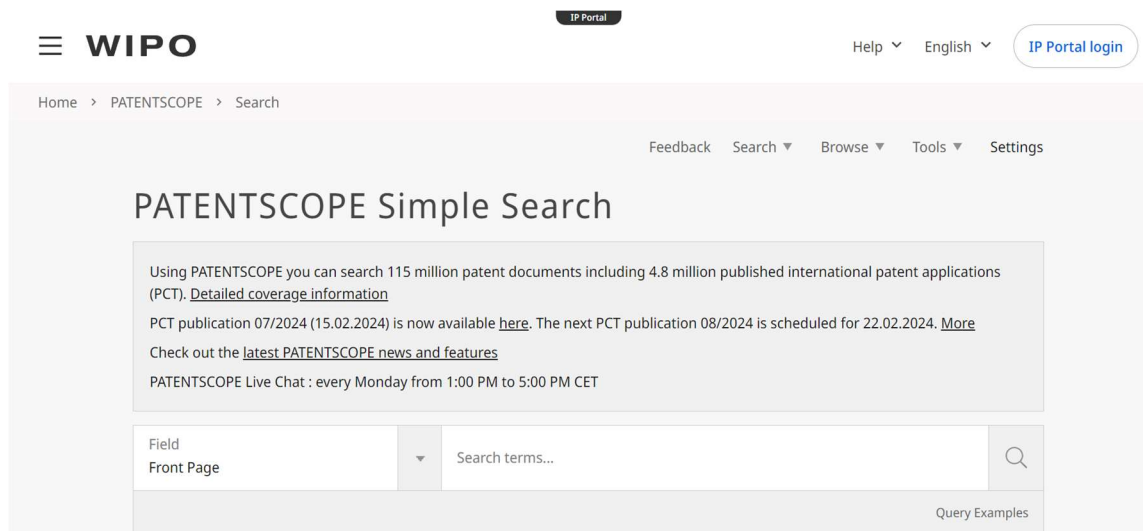 IP Portal
WIPO
Help
English
IP Portal login
Home > PATENTSCOPE > Search
Feedback Search ▼ Browse ▼ Tools ▼ Settings
PATENTSCOPE Simple Search
Using PATENTSCOPE you can search 115 million patent documents including 4.8 million published international patent applications
(PCT). Detailed coverage information
PCT publication 07/2024 (15.02.2024) is now available here. The next PCT publication 08/2024 is scheduled for 22.02.2024. More
Check out the latest PATENTSCOPE news and features
PATENTSCOPE Live Chat : every Monday from 1:00 PM to 5:00 PM CET
Field
Front Page
Search terms...
Query Examples